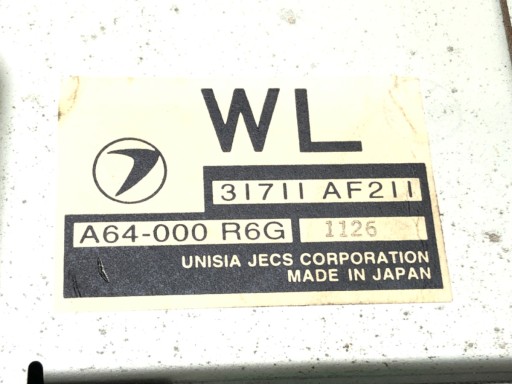 WL
31711 AF211
A64-000 R6G 1126
UNISIA JECS CORPORATION
MADE IN JAPAN